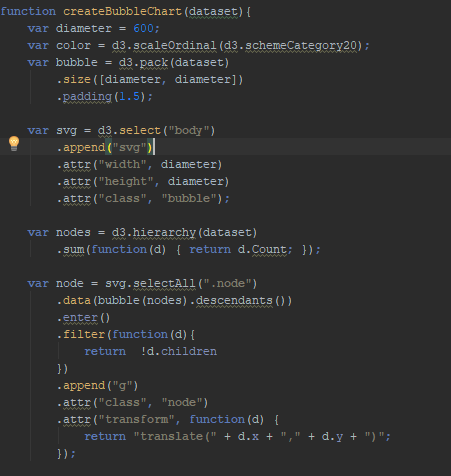 function createBubbleChart(dataset){
    var diameter = 600;
    var color = d3.scaleOrdinal(d3.schemeCategory20);
    var bubble = d3.pack(dataset)
        .size([diameter, diameter])
        .padding(1.5);
    var svg = d3.select("body")
        .append("svg")
        .attr("width", diameter)
        .attr("height", diameter)
        .attr("class", "bubble");
    var nodes = d3.hierarchy(dataset)
        .sum(function(d) { return d.Count; });
    var node = svg.selectAll(".node")
        .data(bubble(nodes).descendants())
        .enter()
        .filter(function(d){
            return  !d.children
        })
        .append("g")
        .attr("class", "node")
        .attr("transform", function(d) {
            return "translate(" + d.x + "," + d.y + ")";
        });